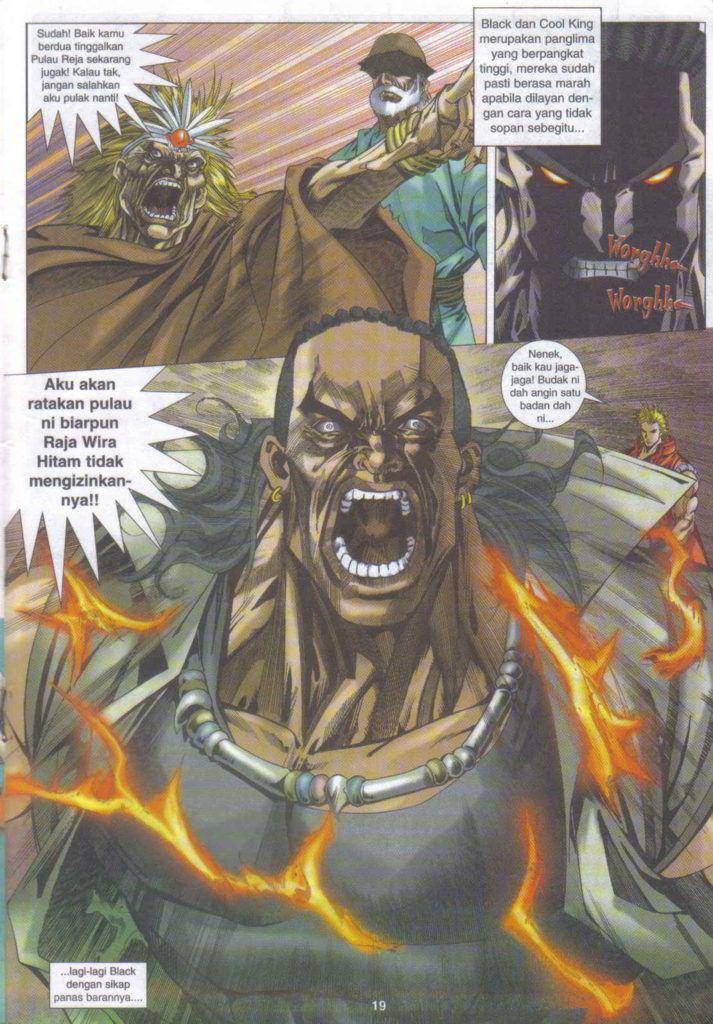 Sudah! Baik kamu
berdua tinggalkan
Pulau Reja sekarang
jugak! Kalau tak,
jangan salahkan
aku pulak nanti!
Black dan Cool King
merupakan panglima
yang berpangkat
tinggi, mereka sudah
pasti berasa marah
apabila dilayan den-
gan cara yang tidak
sopan sebegitu...
Worghh
Worghh
Aku akan
ratakan pulau
ni biarpun
Raja Wira
Hitam tidak
mengizinkan-
nya!!
Nenek,
baik kau jaga-
jaga! Budak ni
dah angin satu
badan dah
ni...
...lagi-lagi Black
dengan sikap
panas barannya....
19